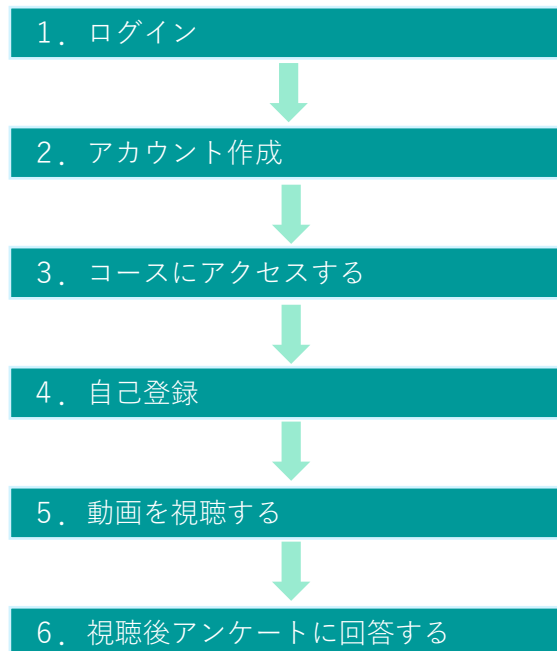 1．ログイン
2．アカウント作成
3．コースにアクセスする
4．自己登録
5．動画を視聴する
6．視聴後アンケートに回答する